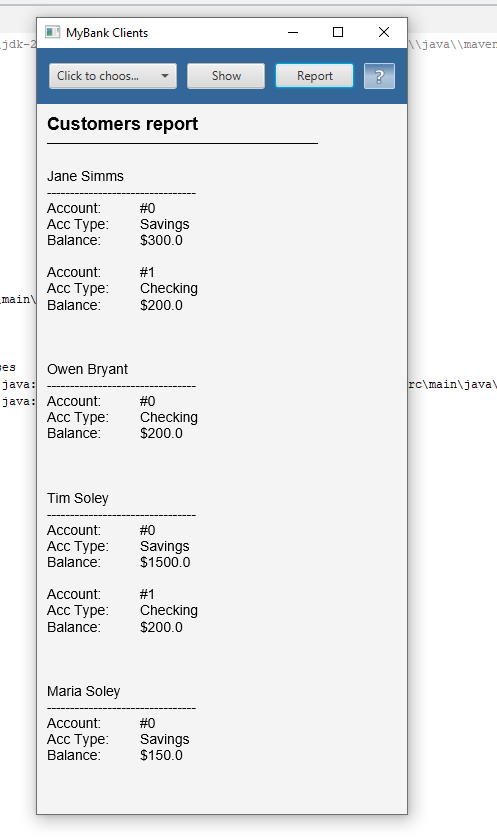 MyBank Clients
jdk-2
\\java\\maven
Click to choos...
Show
Report
?
Customers report
Jane Simms
---------------------------------
Account: #0
Acc Type: Savings
Balance: $300.0
Account: #1
Acc Type: Checking
Balance: $200.0
main\
Owen Bryant
---------------------------------
es
java:
rc\main\java\
Account: #0
java:
Acc Type: Checking
Balance: $200.0
Tim Soley
---------------------------------
Account: #0
Acc Type: Savings
Balance: $1500.0
Account: #1
Acc Type: Checking
Balance: $200.0
Maria Soley
---------------------------------
Account: #0
Acc Type: Savings
Balance: $150.0